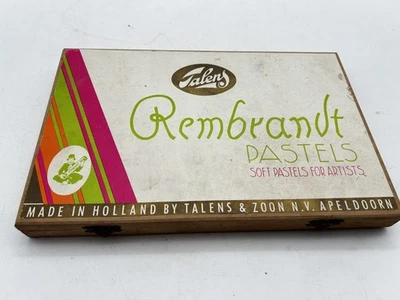 Talens
Rembrandt
PASTELS
SOFT PASTELS FOR ARTISTS
MADE IN HOLLAND BY TALENS & ZOON N.V. APELDOORN